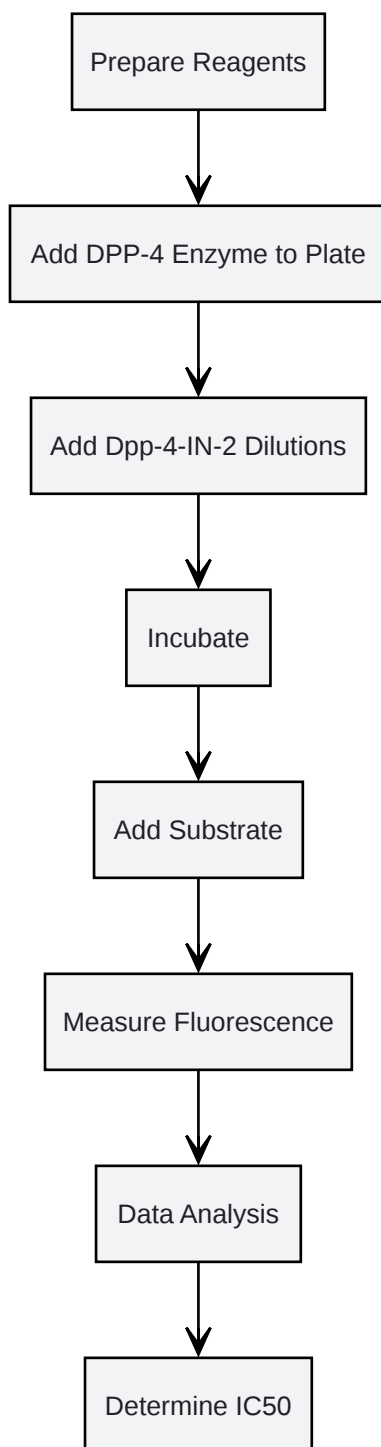 Prepare Reagents
Add DPP-4 Enzyme to Plate
Add Dpp-4-IN-2 Dilutions
Incubate
Add Substrate
Measure Fluorescence
Data Analysis
Determine IC50